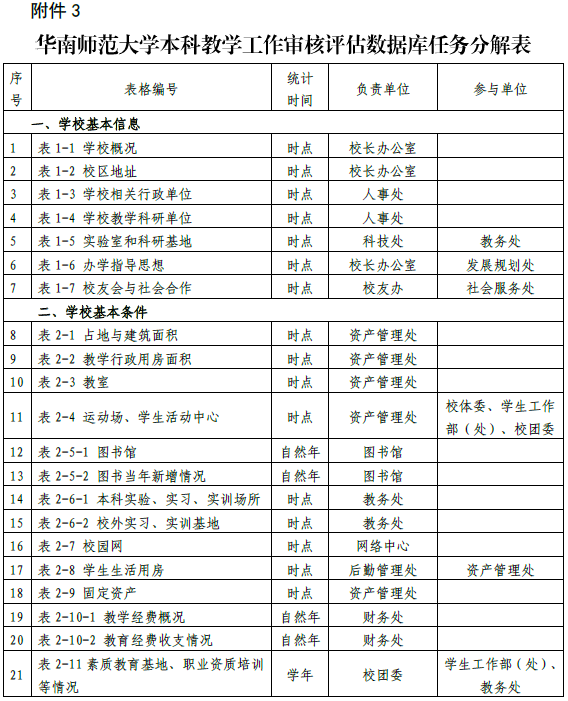 附件 3
华南师范大学本科教学工作审核评估数据库任务分解表
序号 表格编号 统计时间 负责单位 参与单位
一、学校基本信息
1 表 1-1 学校概况 时点 校长办公室
2 表 1-2 校区地址 时点 校长办公室
3 表 1-3 学校相关行政单位 时点 人事处
4 表 1-4 学校教学科研单位 时点 人事处
5 表 1-5 实验室和科研基地 时点 科技处 教务处
6 表 1-6 办学指导思想 时点 校长办公室 发展规划处
7 表 1-7 校友会与社会合作 时点 校友办 社会服务处
二、学校基本条件
8 表 2-1 占地与建筑面积 时点 资产管理处
9 表 2-2 教学行政用房面积 时点 资产管理处
10 表 2-3 教室 时点 资产管理处
11 表 2-4 运动场、学生活动中心 时点 资产管理处 校体委、学生工作
部（处）、校团委
12 表 2-5-1 图书馆 自然年 图书馆
13 表 2-5-2 图书当年新增情况 自然年 图书馆
14 表 2-6-1 本科实验、实习、实训场所 时点 教务处
15 表 2-6-2 校外实习、实训基地 时点 教务处
16 表 2-7 校园网 时点 网络中心
17 表 2-8 学生生活用房 时点 后勤管理处 资产管理处
18 表 2-9 固定资产 时点 资产管理处
19 表 2-10-1 教学经费概况 自然年 财务处
20 表 2-10-2 教育经费收支情况 自然年 财务处
21 表 2-11 素质教育基地、职业资质培训 学年 校团委 学生工作部（处）、
等情况 教务处